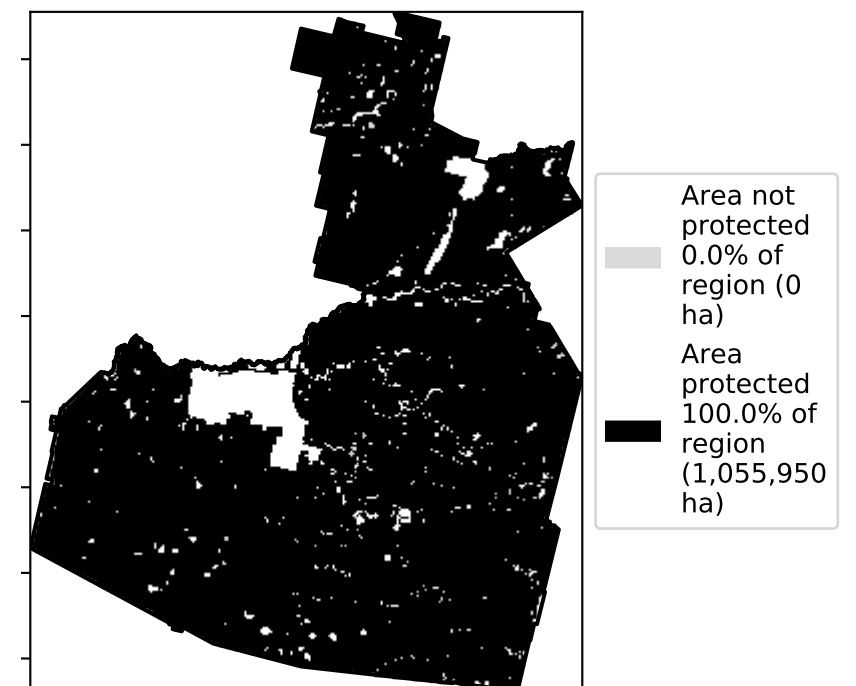 Area not
protected
0.0% of
region (0
ha)
Area
protected
100.0% of
region
(1,055,950
ha)